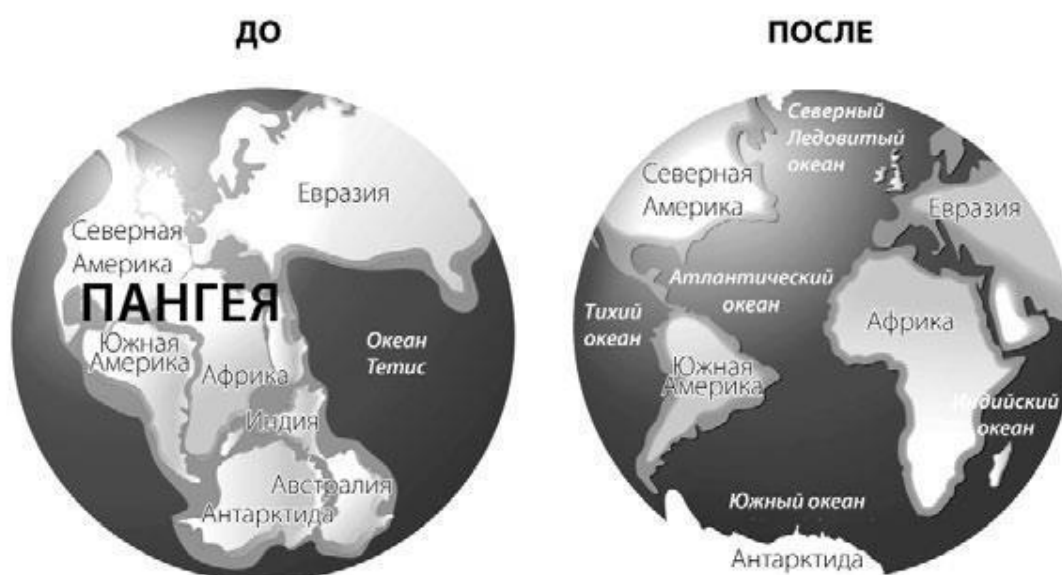 ДО
Евразия
Северная
Америка
ПАНГЕЯ
Южная
Америка
Африка
Океан
Тетис
Индия
Австралия
Антарктида
ПОСЛЕ
Северный
Ледовитый
океан
Северная
Америка
Евразия
Атлантический
океан
Тихий
океан
Африка
Южная
Америка
Индийский
океан
Южный океан
Антарктида